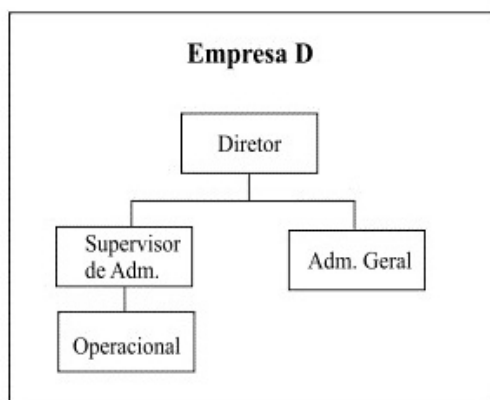 Empresa D
Diretor
Supervisor
de Adm.
Adm. Geral
Operacional